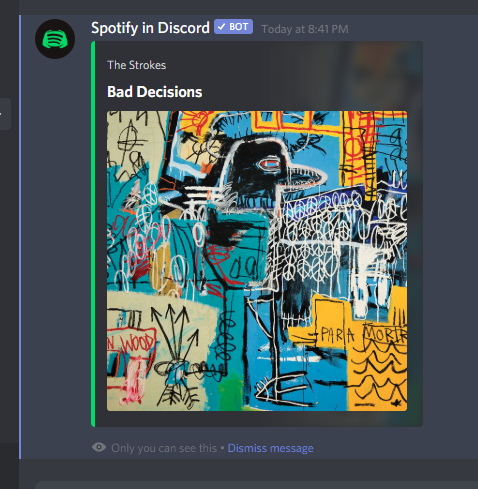 Spotify in Discord ✓ BOT Today at 8:41 PM
The Strokes
Bad Decisions
N WOOD
PARA MORIR
Only you can see this • Dismiss message